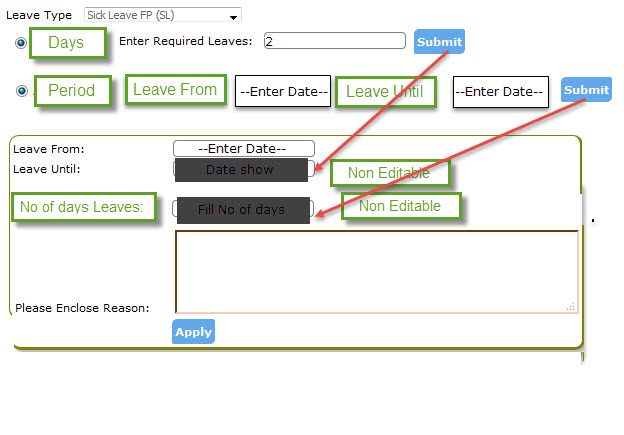 Leave Type Sick Leave FP (SL)
Days Enter Required Leaves: 2 Submit
Period Leave From --Enter Date-- Leave Until --Enter Date-- Submit
Leave From: --Enter Date--
Leave Until: Date show Non Editable
No of days Leaves: Fill No of days Non Editable
Please Enclose Reason:
Apply